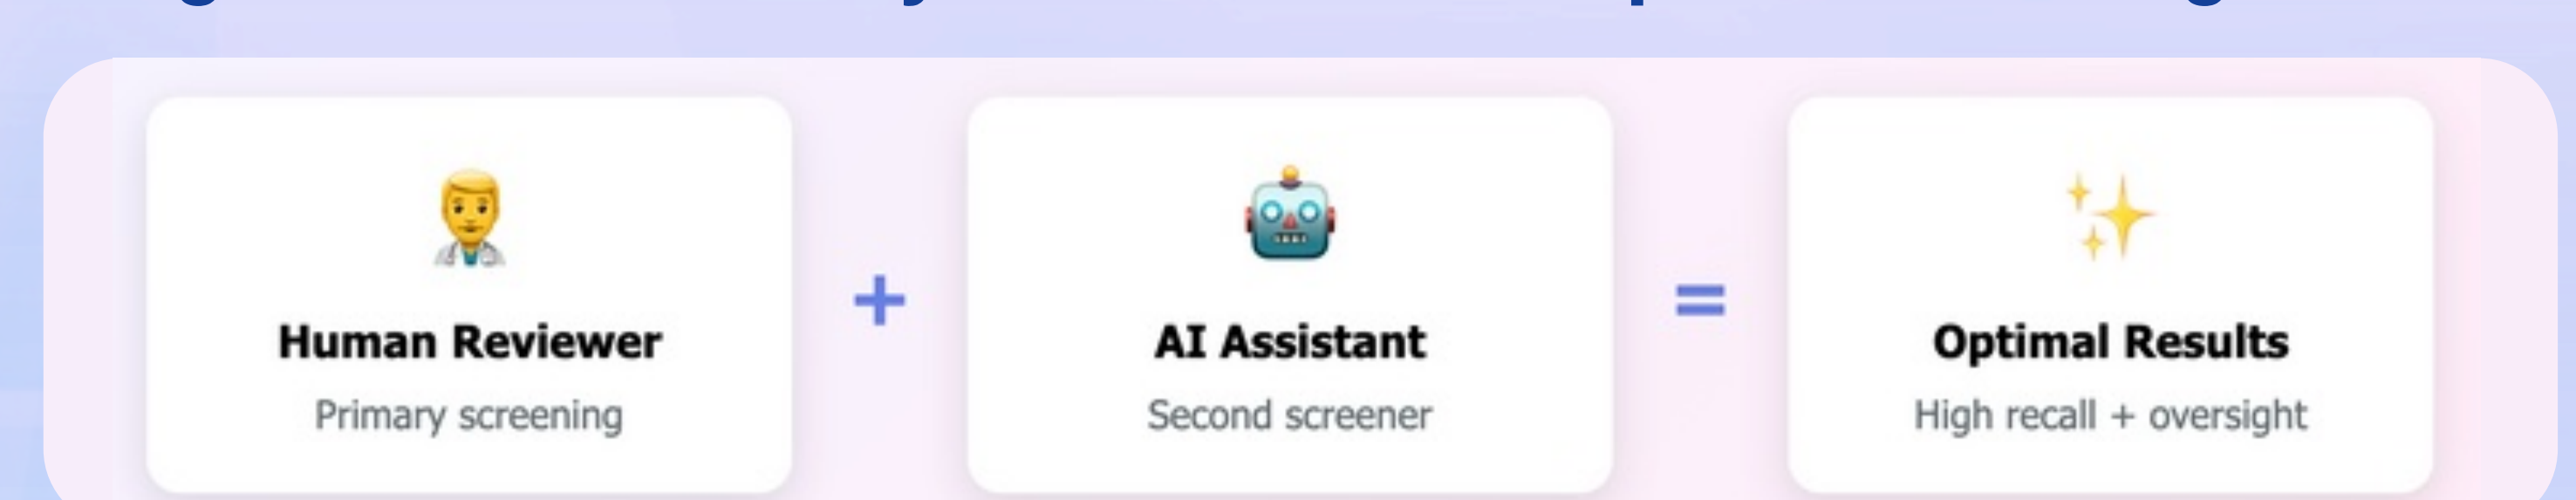 Human Reviewer
Primary screening
+
AI Assistant
Second screener
=
Optimal Results
High recall + oversight